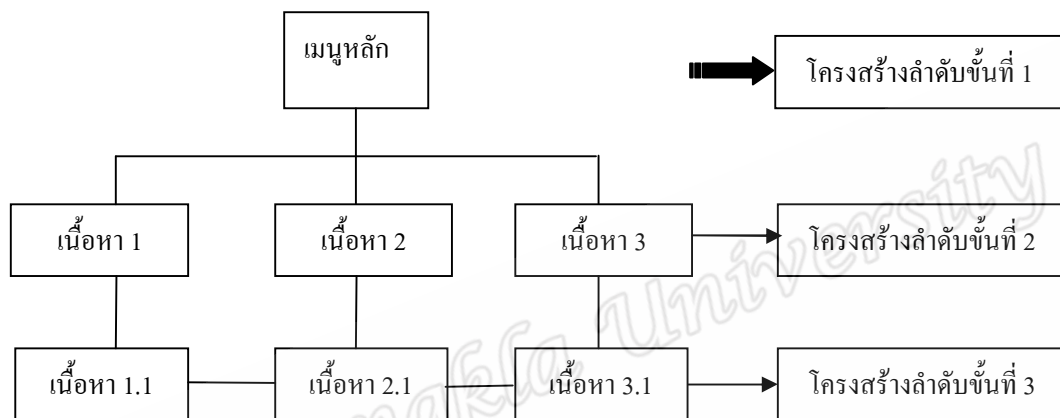 เมนูหลัก
โครงสร้างลำดับขั้นที่ 1
เนื้อหา 1
เนื้อหา 2
เนื้อหา 3
โครงสร้างลำดับขั้นที่ 2
เนื้อหา 1.1
เนื้อหา 2.1
เนื้อหา 3.1
โครงสร้างลำดับขั้นที่ 3
University